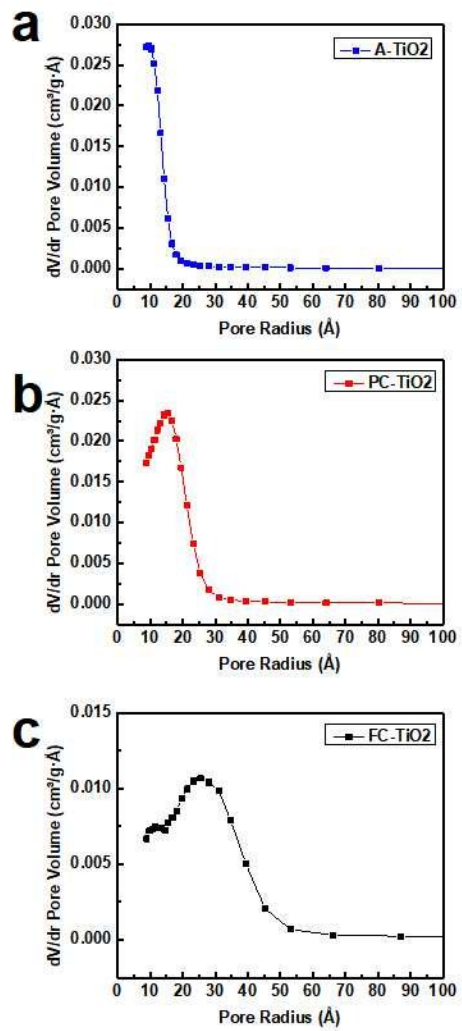 a
0.030
0.025
0.020
0.015
0.010
0.005
0.000
dV/dr Pore Volume (cm³/g·Å)
A-TiO2
0 10 20 30 40 50 60 70 80 90 100
Pore Radius (Å)
b
0.030
0.025
0.020
0.015
0.010
0.005
0.000
dV/dr Pore Volume (cm³/g·Å)
PC-TiO2
0 10 20 30 40 50 60 70 80 90 100
Pore Radius (Å)
c
0.015
0.010
0.005
0.000
dV/dr Pore Volume (cm³/g·Å)
FC-TiO2
0 10 20 30 40 50 60 70 80 90 100
Pore Radius (Å)